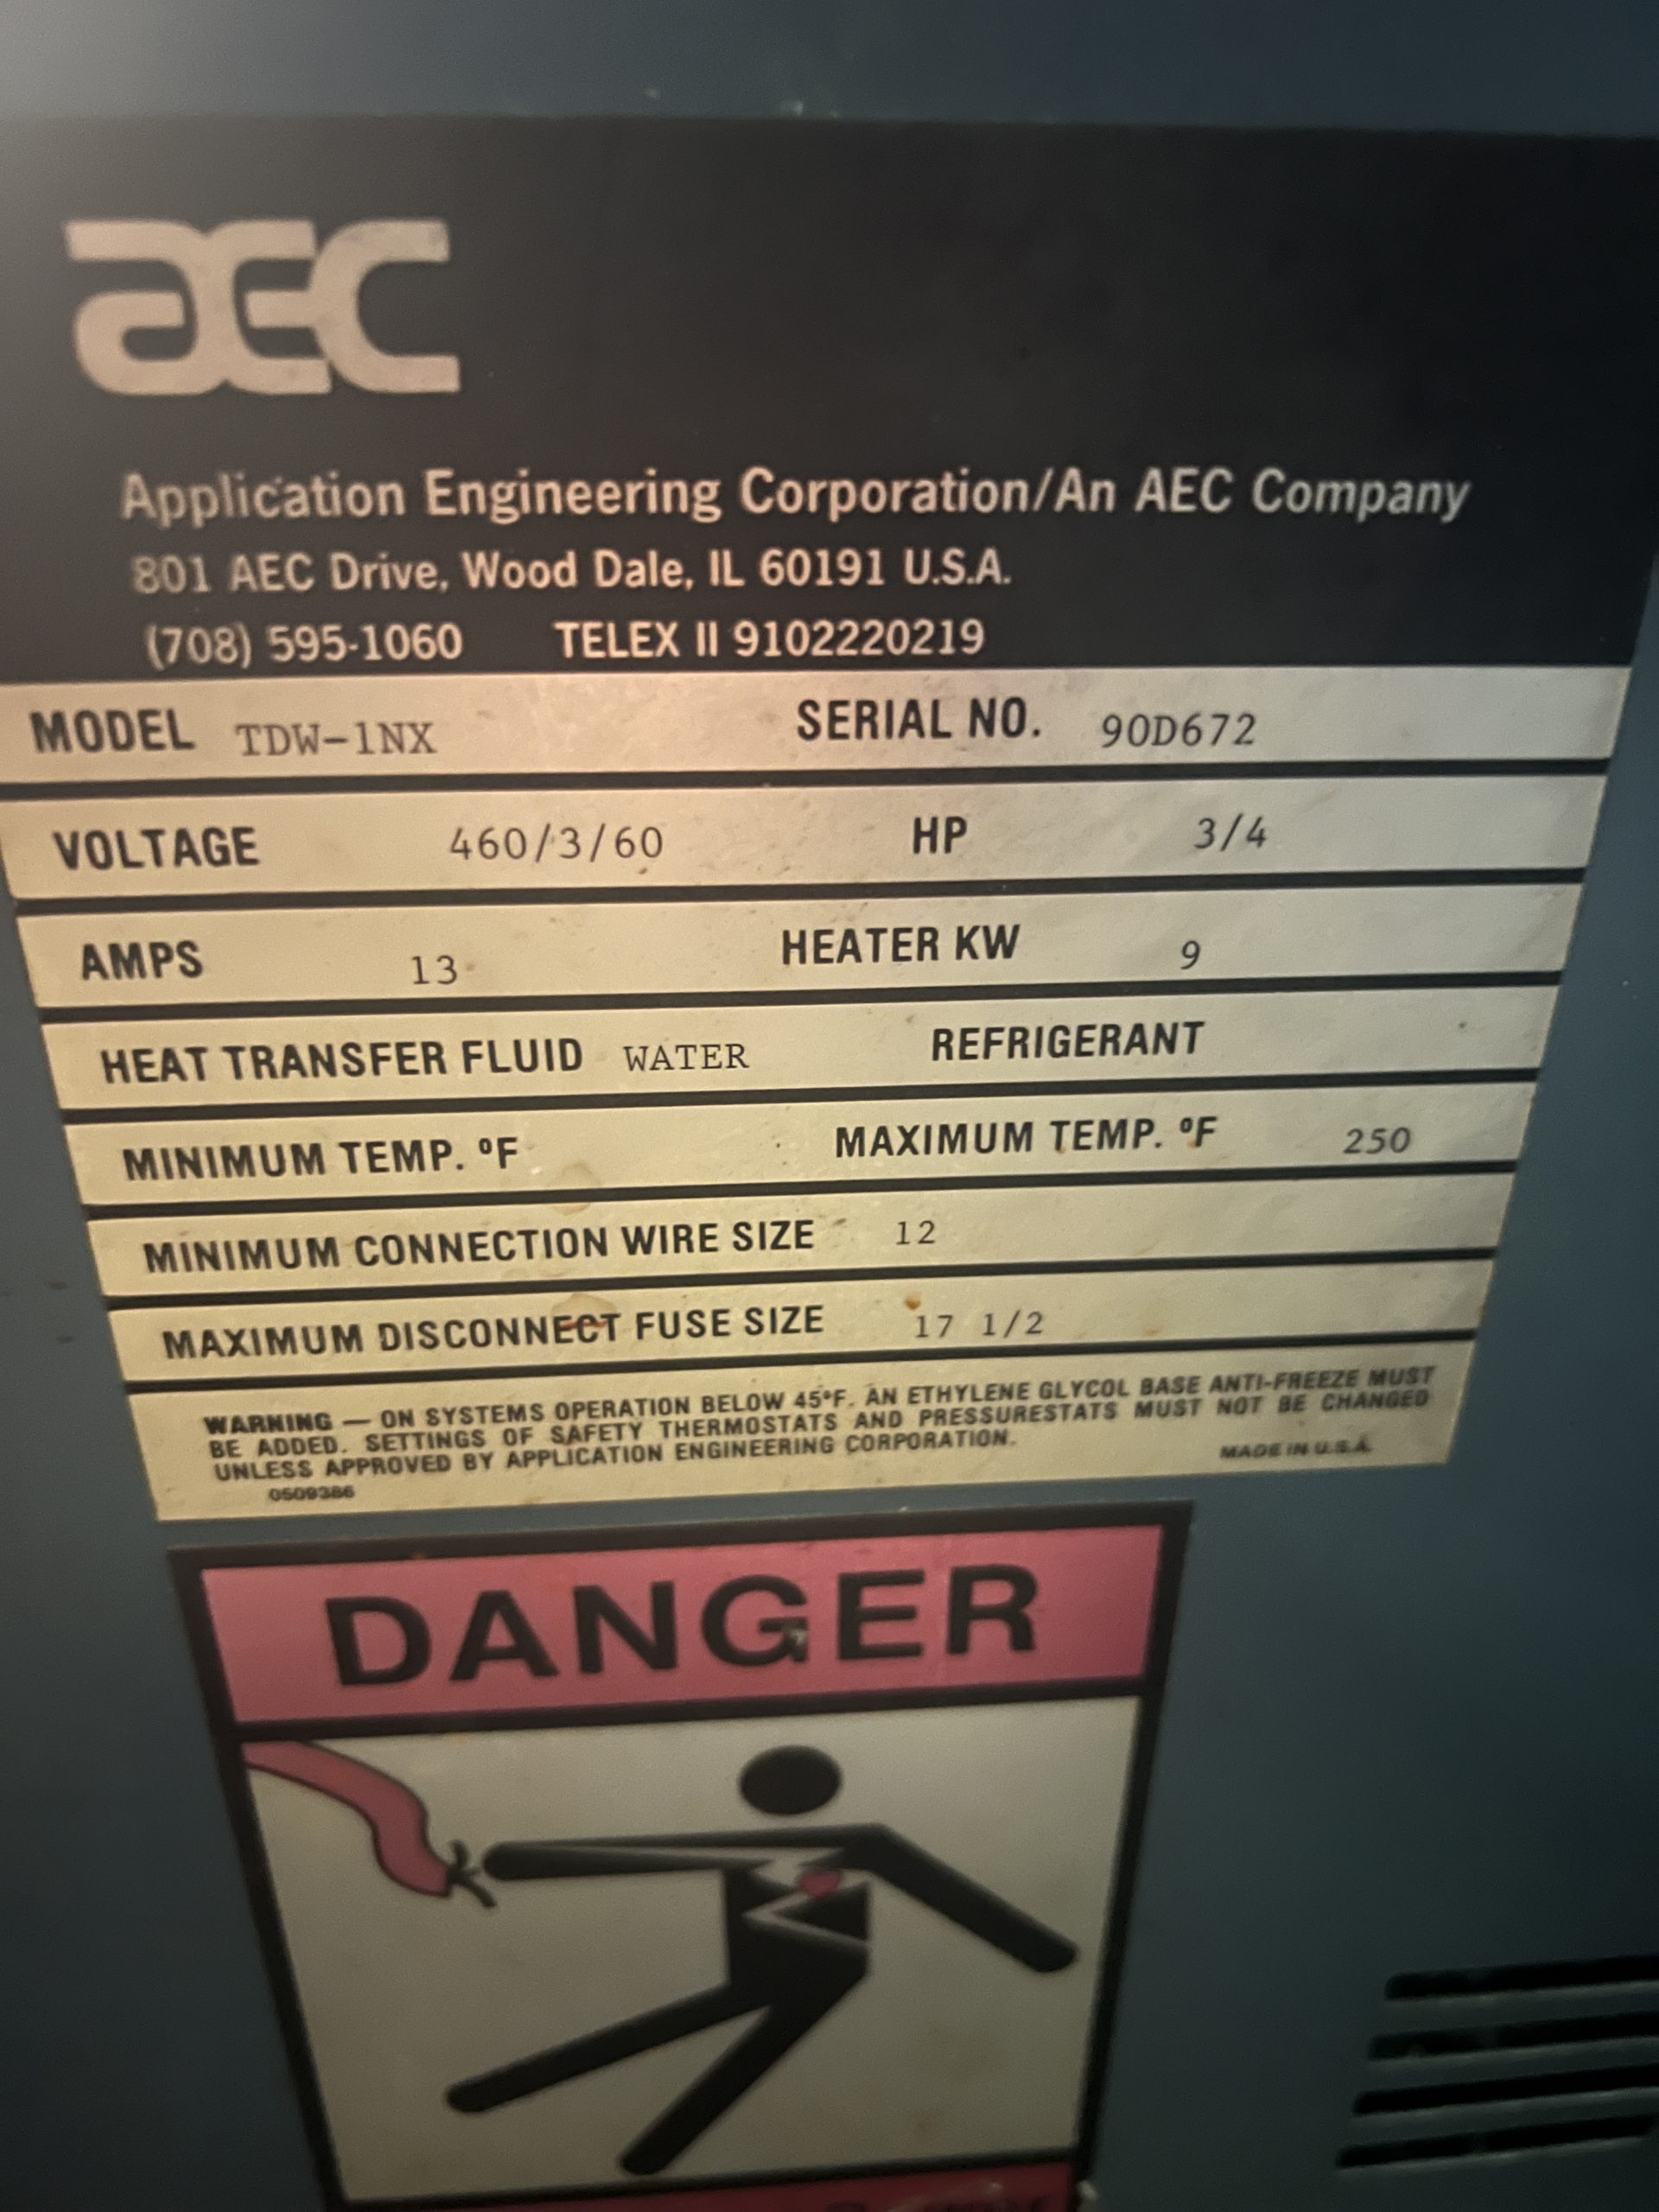 aec
Application Engineering Corporation/An AEC Company
801 AEC Drive, Wood Dale, IL 60191 U.S.A.
(708) 595-1060 TELEX II 9102220219
MODEL TDW-1NX SERIAL NO. 90D672
VOLTAGE 460/3/60 HP 3/4
AMPS 13 HEATER KW 9
HEAT TRANSFER FLUID WATER REFRIGERANT
MINIMUM TEMP. ºF MAXIMUM TEMP. ºF 250
MINIMUM CONNECTION WIRE SIZE 12
MAXIMUM DISCONNECT FUSE SIZE 17 1/2
WARNING — ON SYSTEMS OPERATION BELOW 45°F. AN ETHYLENE GLYCOL BASE ANTI-FREEZE MUST
BE ADDED. SETTINGS OF SAFETY THERMOSTATS AND PRESSURESTATS MUST NOT BE CHANGED
UNLESS APPROVED BY APPLICATION ENGINEERING CORPORATION.
MADE IN U.S.A.
0509386
DANGER